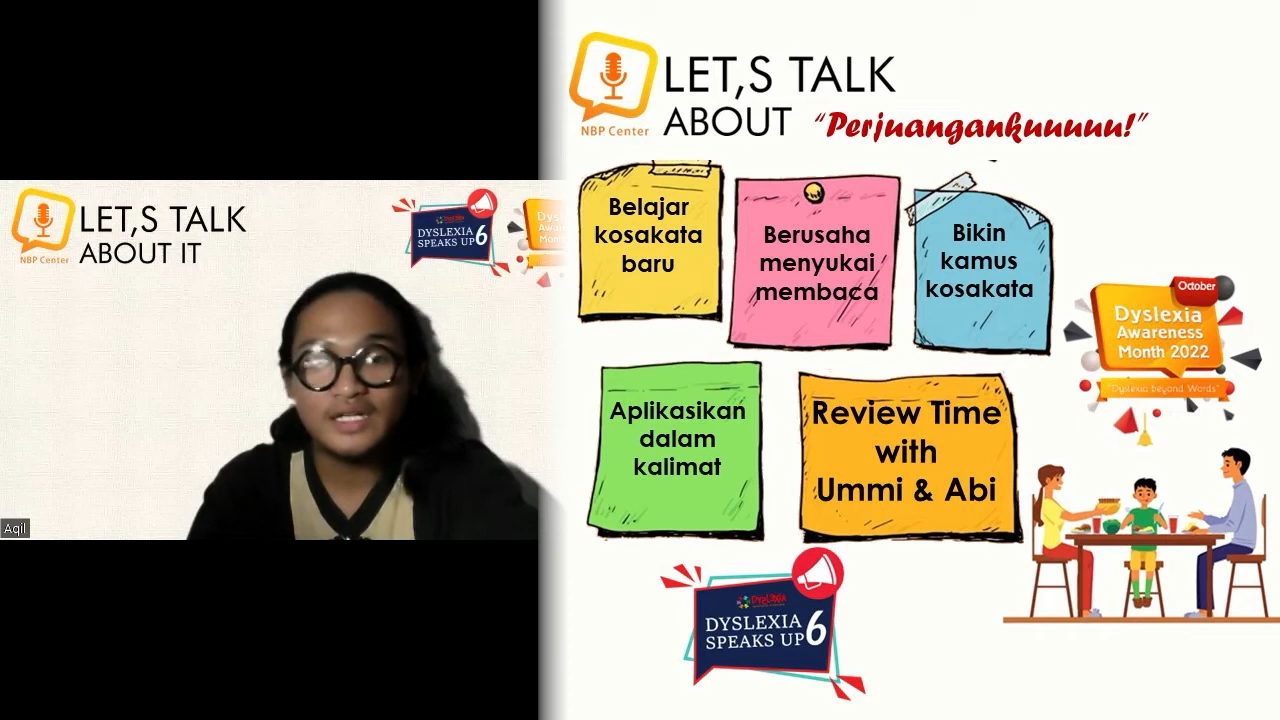 LET,S TALK
ABOUT IT
NBP Center
DYSLEXIA
SPEAKS UP 6
Aqil
LET,S TALK
ABOUT "Perjuangankuuuuu!"
NBP Center
Belajar
kosakata
baru
Berusaha
menyukai
membaca
Bikin
kamus
kosakata
Aplikasikan
dalam
kalimat
Review Time
with
Ummi & Abi
October
Dyslexia
Awareness
Month 2022
"Dyslexia beyond Words"
DYSLEXIA
DYSLEXIA
SPEAKS UP 6